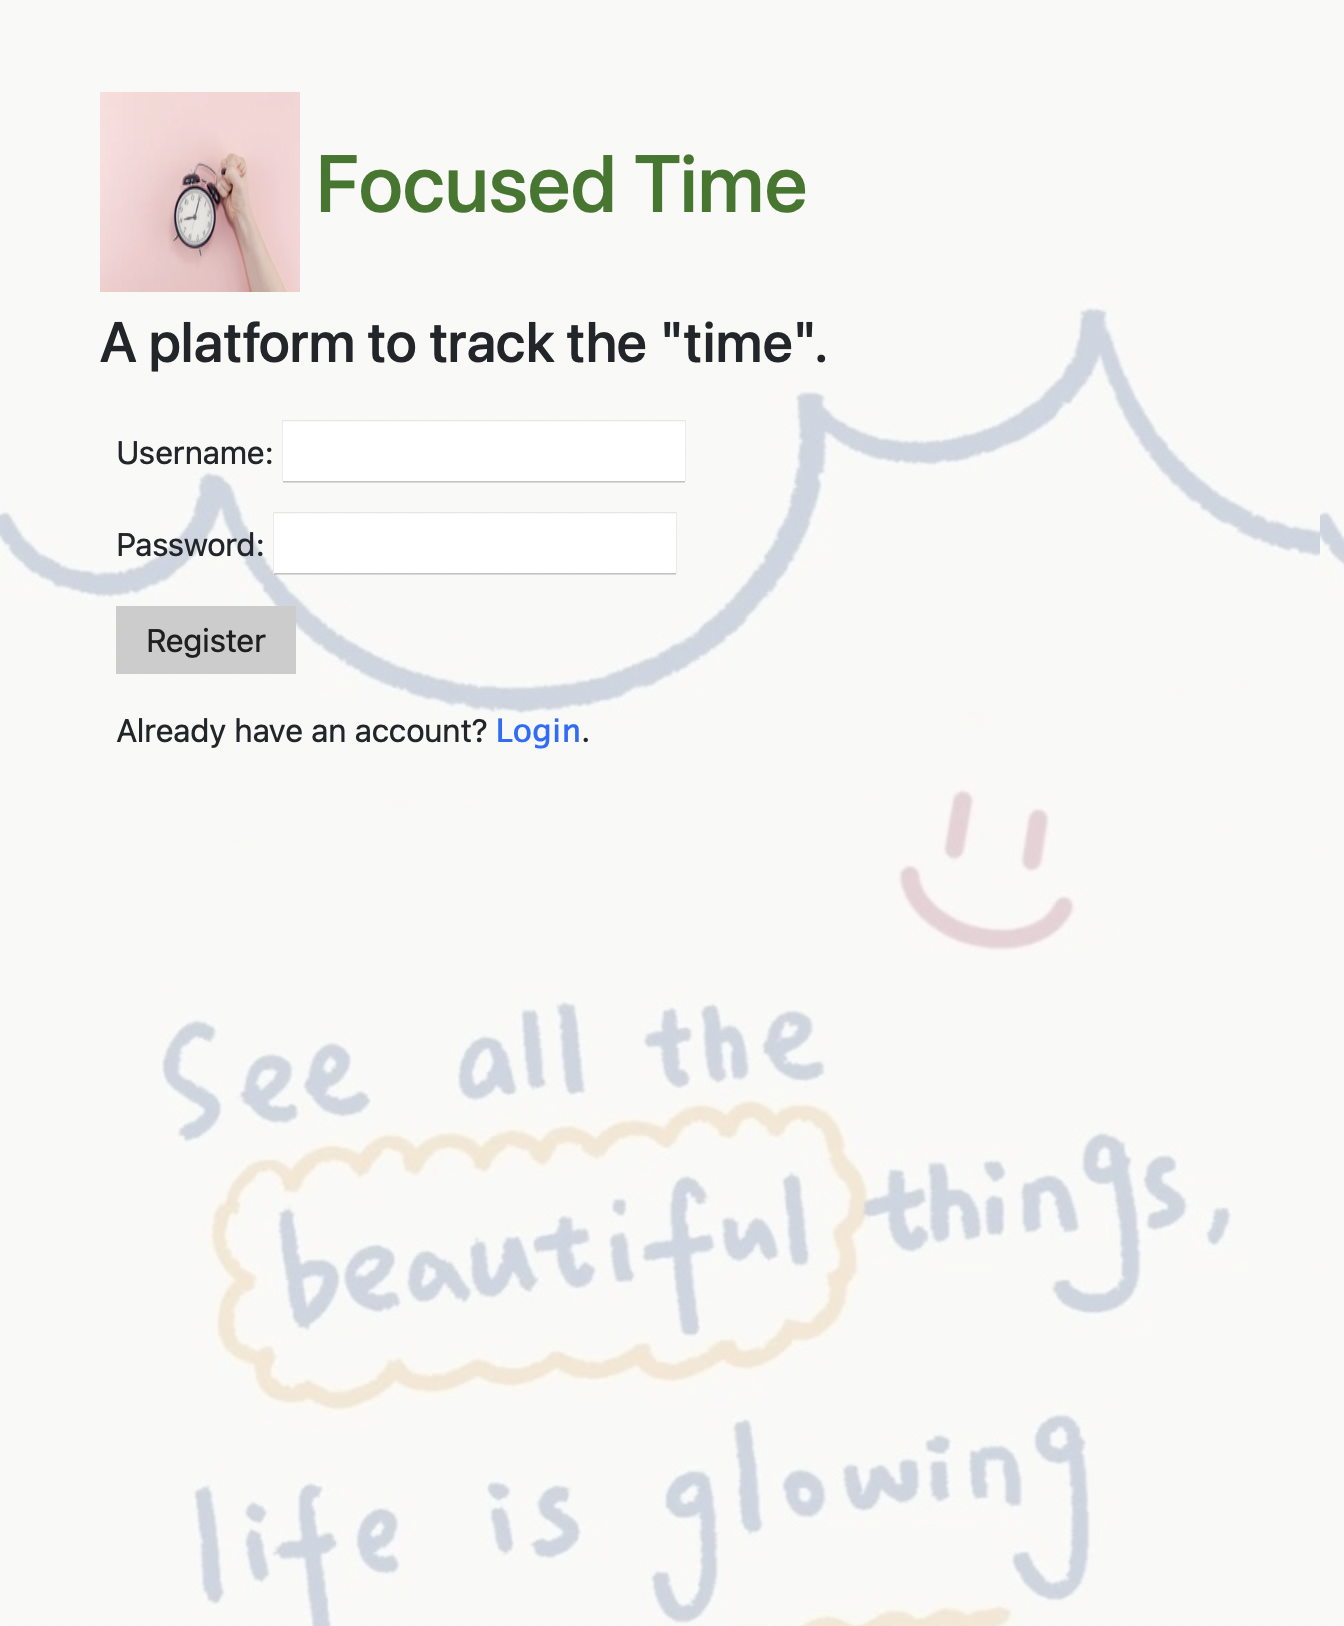 Focused Time
A platform to track the "time".
Username:
Password:
Register
Already have an account? Login.
See all the
beautiful things,
life is glowing